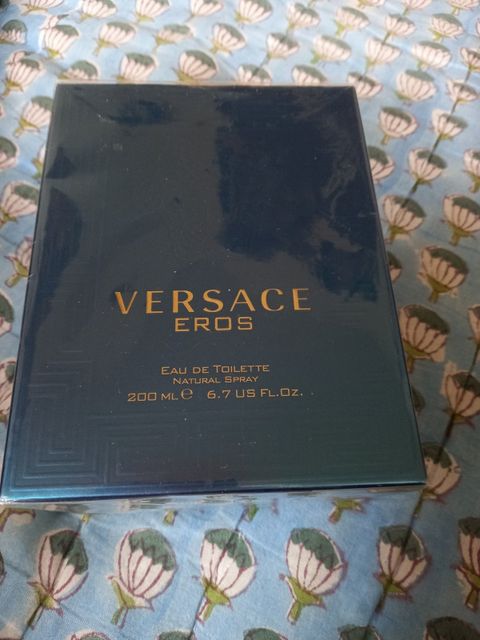 VERSACE
EROS
EAU DE TOILETTE
NATURAL SPRAY
200 ML ℮ 6.7 US FL.OZ.